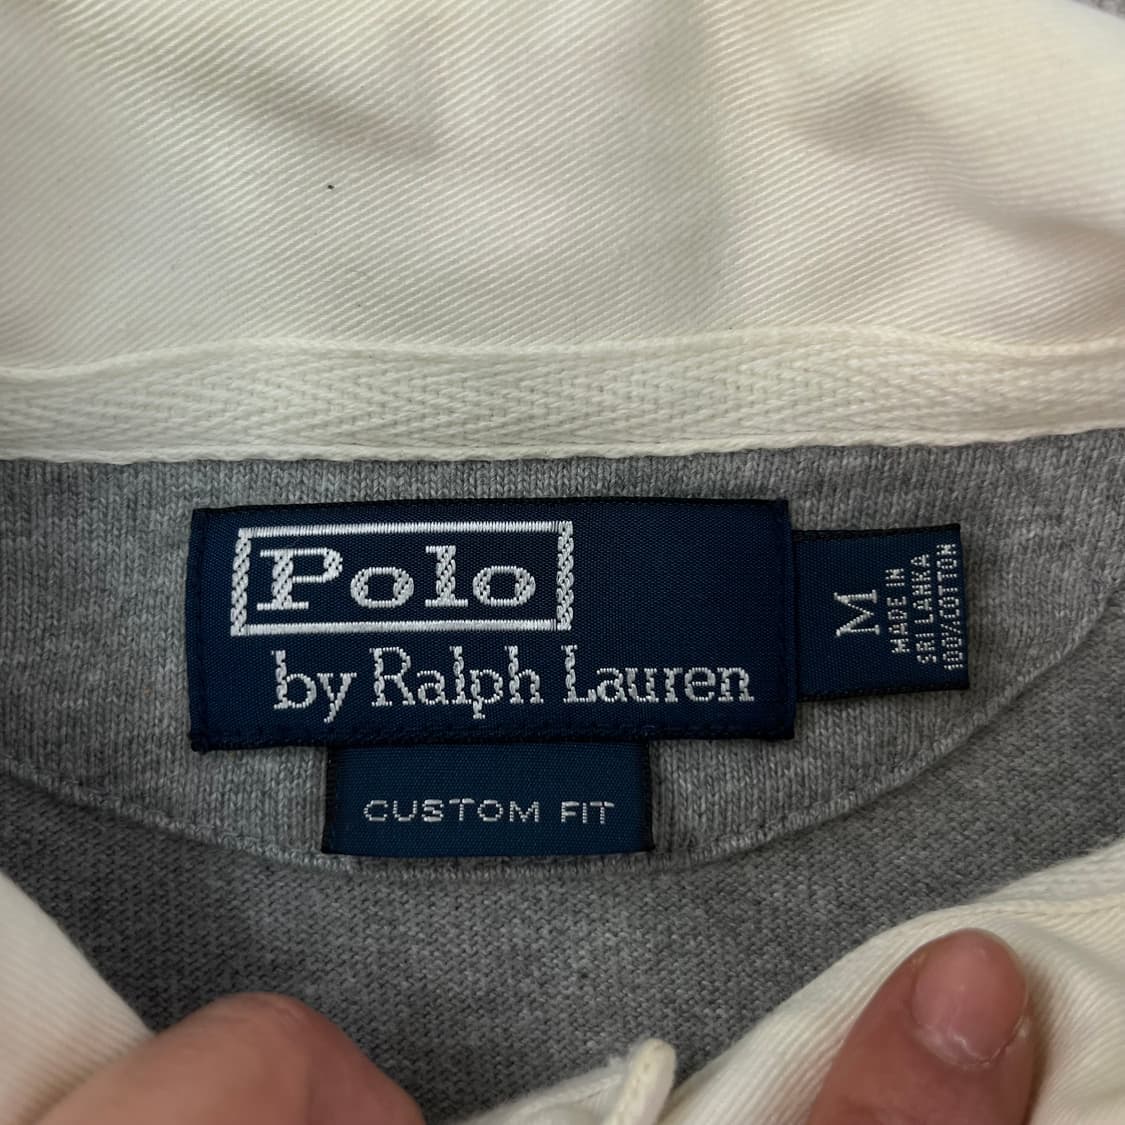 Polo
by Ralph Lauren
M
MADE IN
SRI LANKA
100%COTTON
CUSTOM FIT